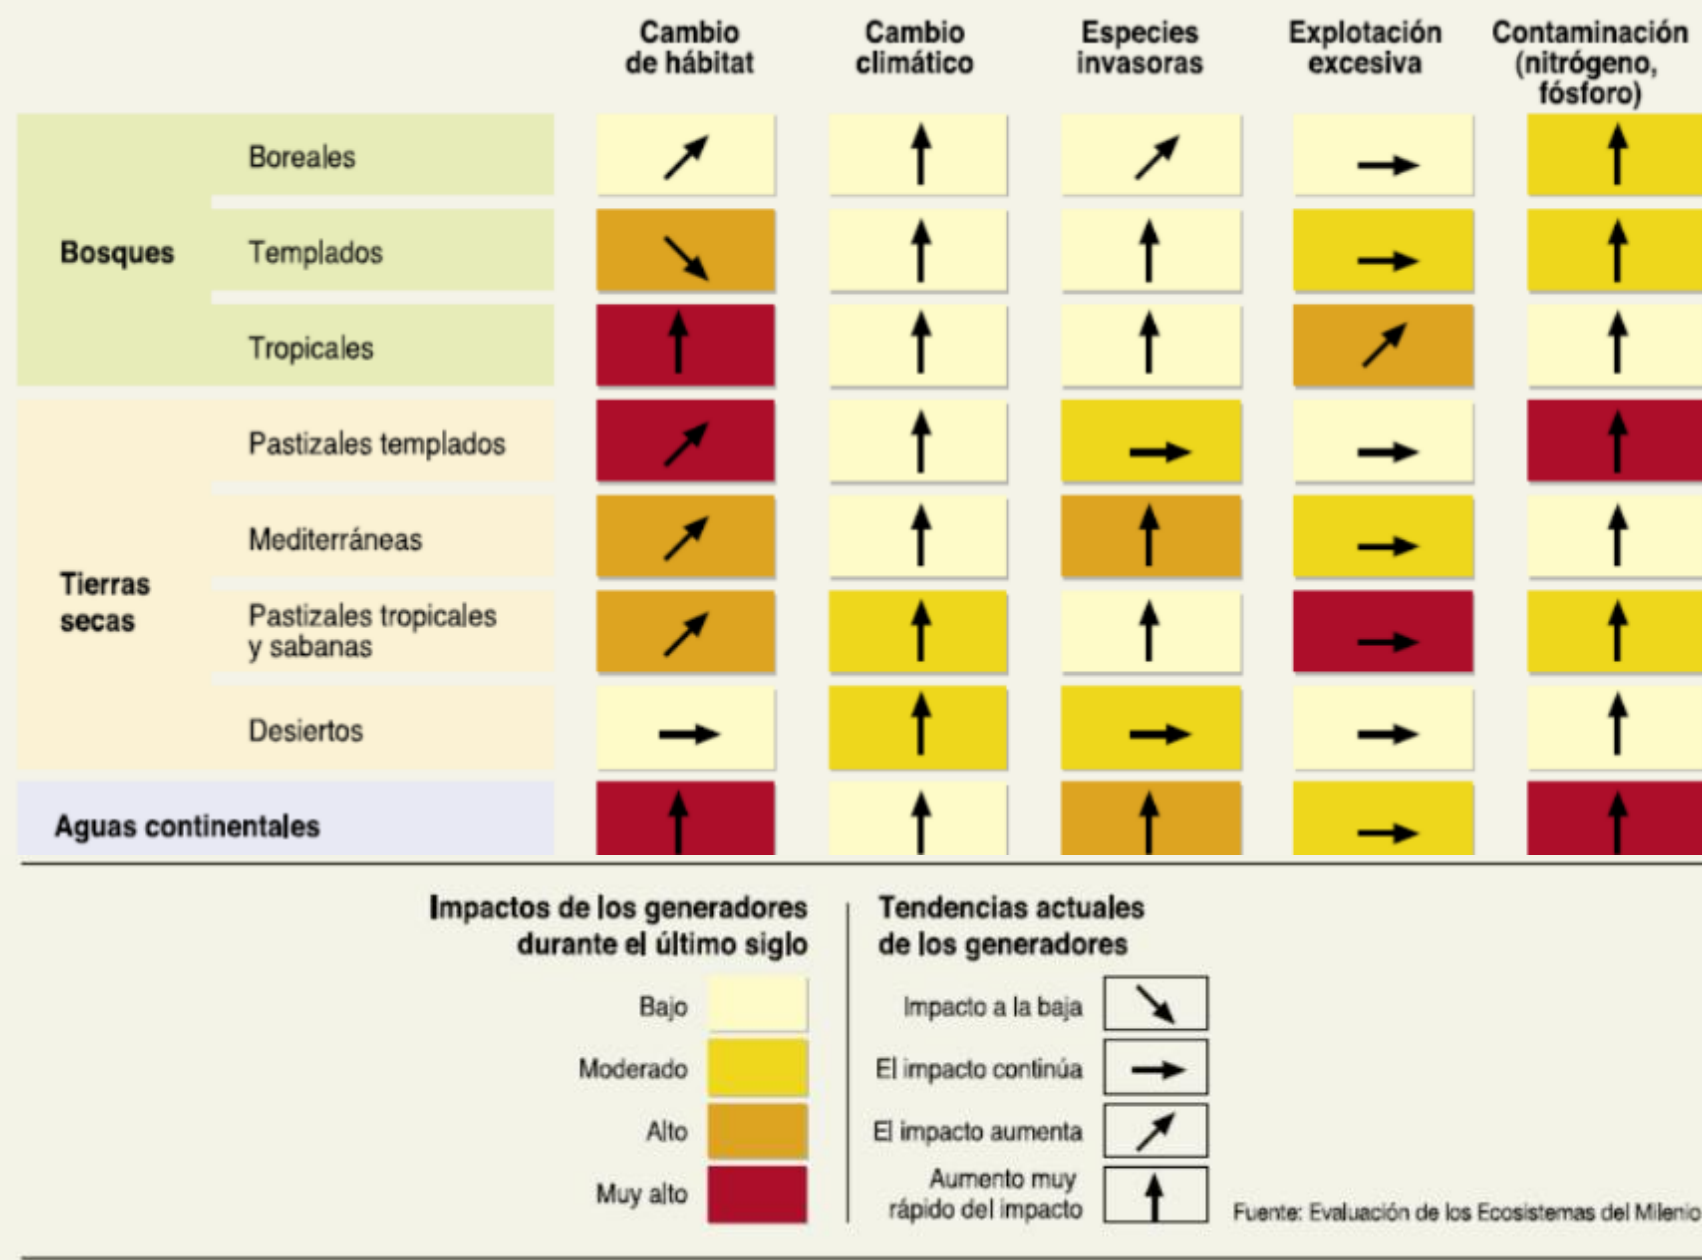 Cambio
de hábitat
Cambio
climático
Especies
invasoras
Explotación
excesiva
Contaminación
(nitrógeno,
fósforo)
Bosques
Boreales
Templados
Tropicales
Tierras
secas
Pastizales templados
Mediterráneas
Pastizales tropicales
y sabanas
Desiertos
Aguas continentales
Impactos de los generadores
durante el último siglo
Bajo
Moderado
Alto
Muy alto
Tendencias actuales
de los generadores
Impacto a la baja
El impacto continúa
El impacto aumenta
Aumento muy
rápido del impacto
Fuente: Evaluación de los Ecosistemas del Milenio